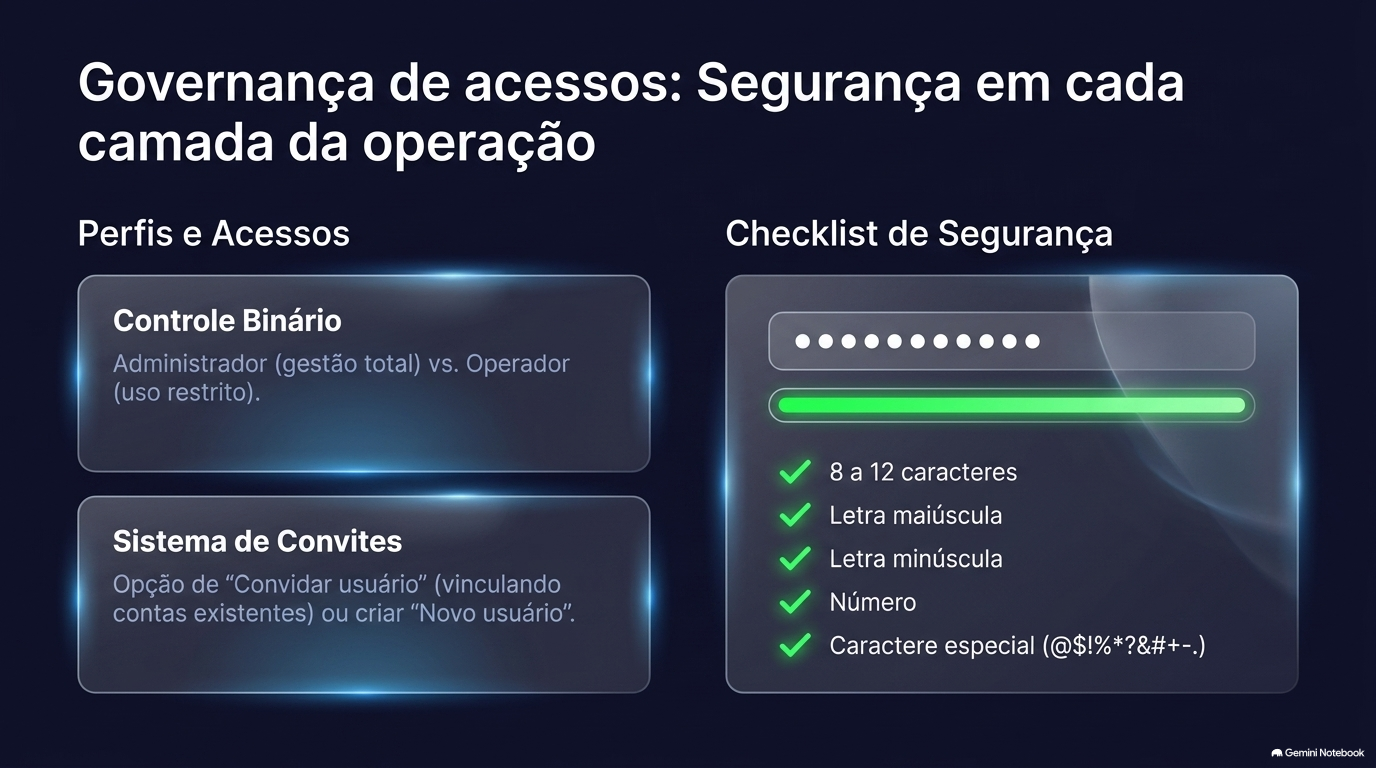 Governança de acessos: Segurança em cada
camada da operação
Perfis e Acessos
Controle Binário
Administrador (gestão total) vs. Operador
(uso restrito).
Sistema de Convites
Opção de “Convidar usuário” (vinculando
contas existentes) ou criar “Novo usuário”.
Checklist de Segurança
8 a 12 caracteres
Letra maiúscula
Letra minúscula
Número
Caractere especial (@$!%*?&#+-.)
Gemini Notebook